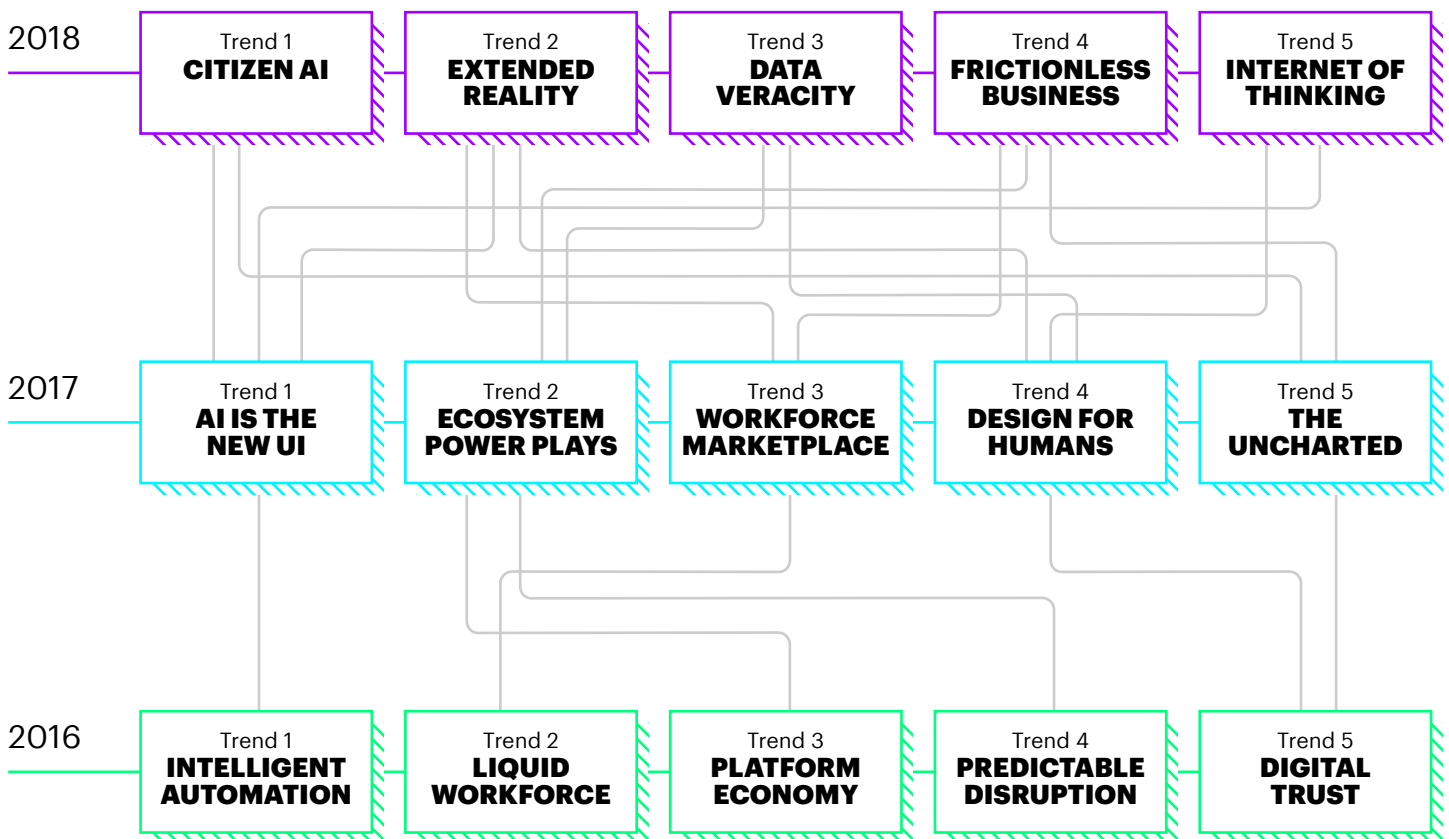 2018
Trend 1
CITIZEN AI
Trend 2
EXTENDED
REALITY
Trend 3
DATA
VERACITY
Trend 4
FRICTIONLESS
BUSINESS
Trend 5
INTERNET OF
THINKING
2017
Trend 1
AI IS THE
NEW UI
Trend 2
ECOSYSTEM
POWER PLAYS
Trend 3
WORKFORCE
MARKETPLACE
Trend 4
DESIGN FOR
HUMANS
Trend 5
THE
UNCHARTED
2016
Trend 1
INTELLIGENT
AUTOMATION
Trend 2
LIQUID
WORKFORCE
Trend 3
PLATFORM
ECONOMY
Trend 4
PREDICTABLE
DISRUPTION
Trend 5
DIGITAL
TRUST